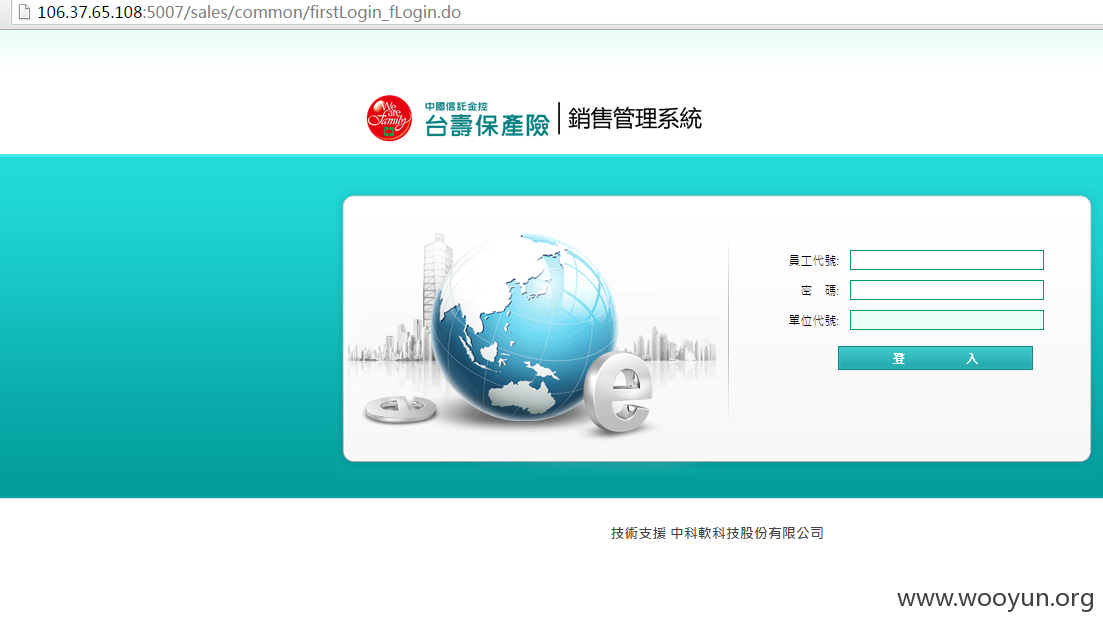 106.37.65.108:5007/sales/common/firstLogin_fLogin.do
We are Family
中國信託金控
台壽保產險
銷售管理系統
員工代號:
密 碼:
單位代號:
登 入
技術支援 中科軟科技股份有限公司
www.wooyun.org